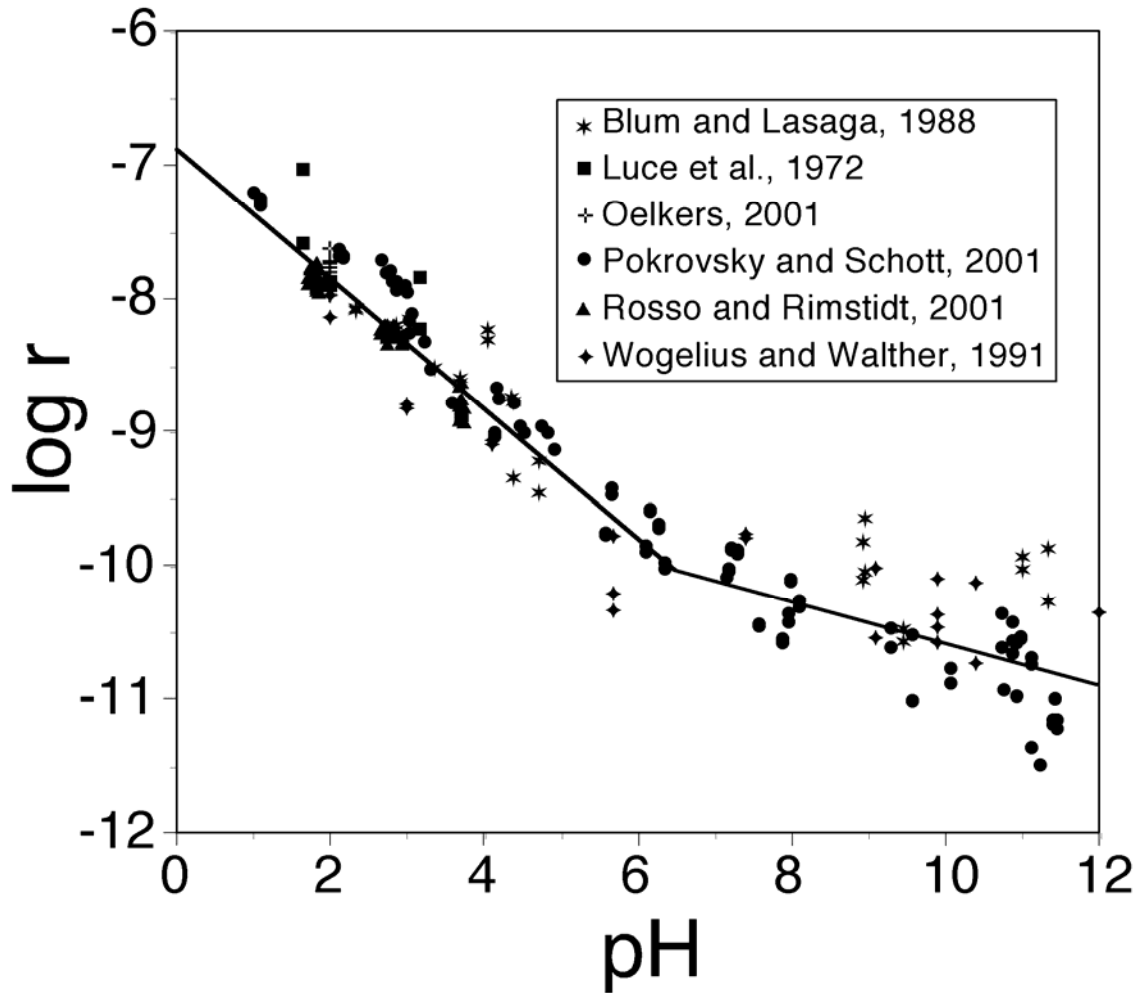 -6
-7
-8
-9
-10
-11
-12
log r
Blum and Lasaga, 1988
Luce et al., 1972
Oelkers, 2001
Pokrovsky and Schott, 2001
Rosso and Rimstidt, 2001
Wogelius and Walther, 1991
0 2 4 6 8 10 12
pH